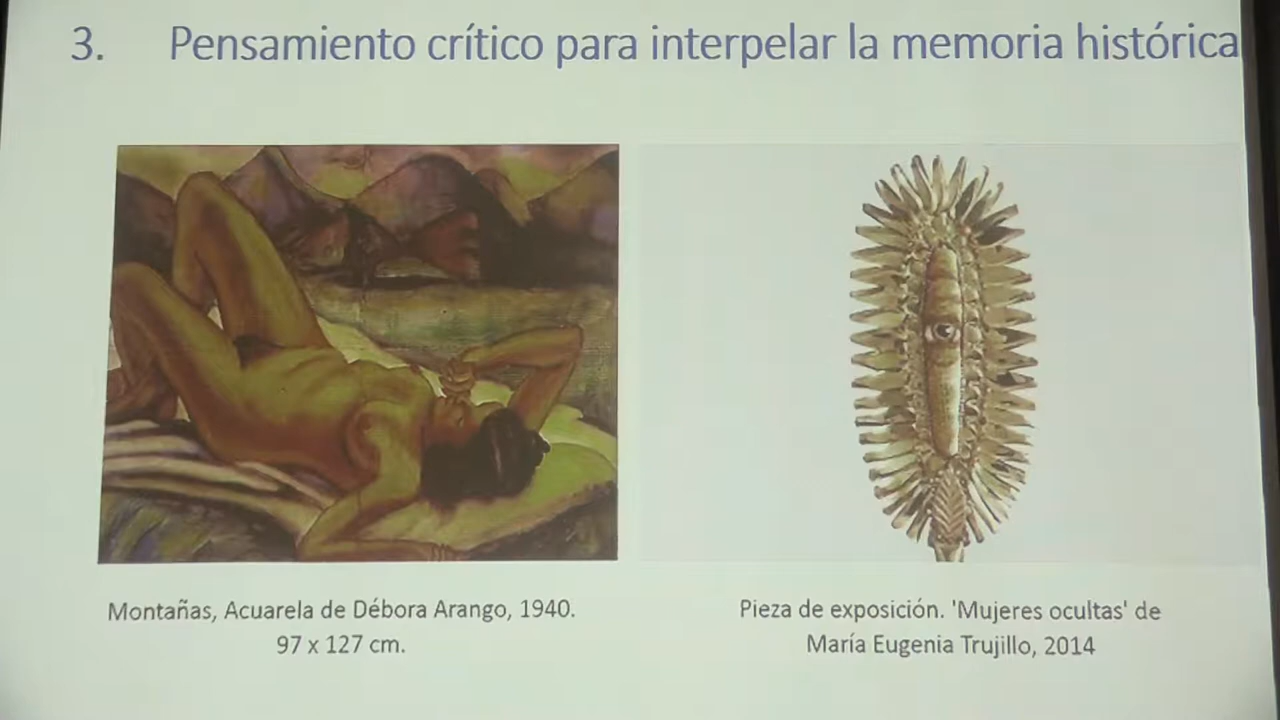 3. Pensamiento crítico para interpelar la memoria histórica
Montañas, Acuarela de Débora Arango, 1940.
97 x 127 cm.
Pieza de exposición. 'Mujeres ocultas' de
María Eugenia Trujillo, 2014